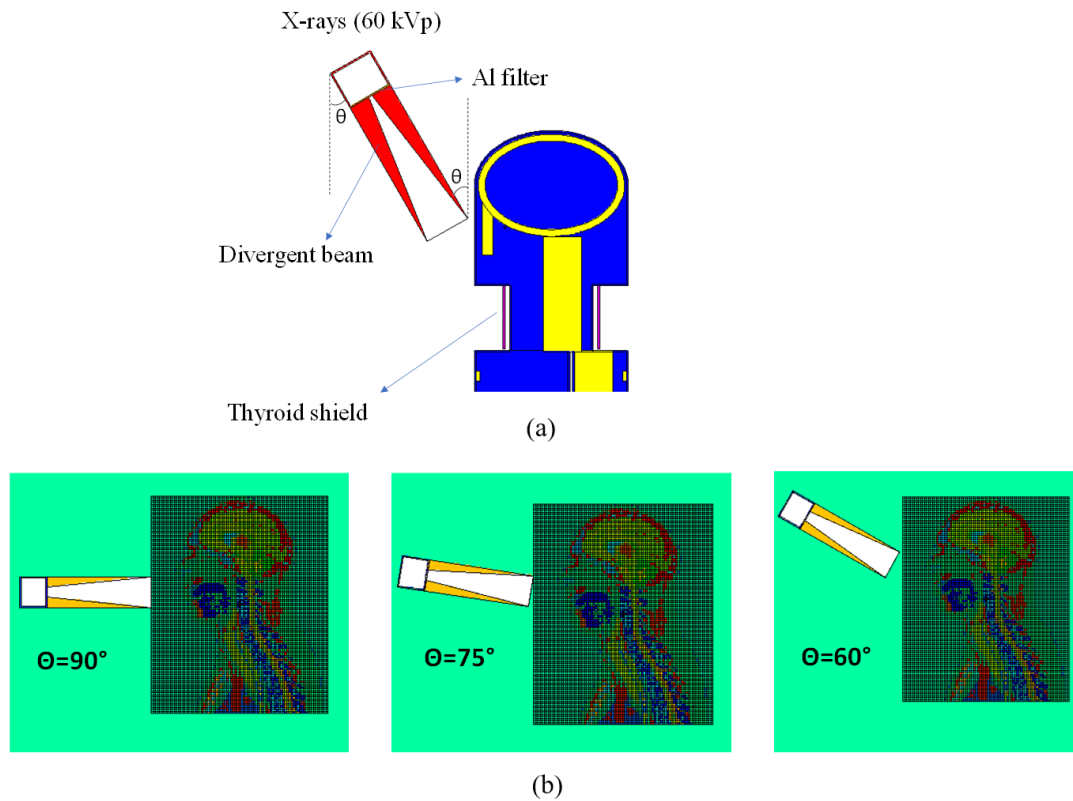 X-rays (60 kVp)
Al filter
θ
θ
Divergent beam
Thyroid shield
(a)
Θ=90°
Θ=75°
Θ=60°
(b)